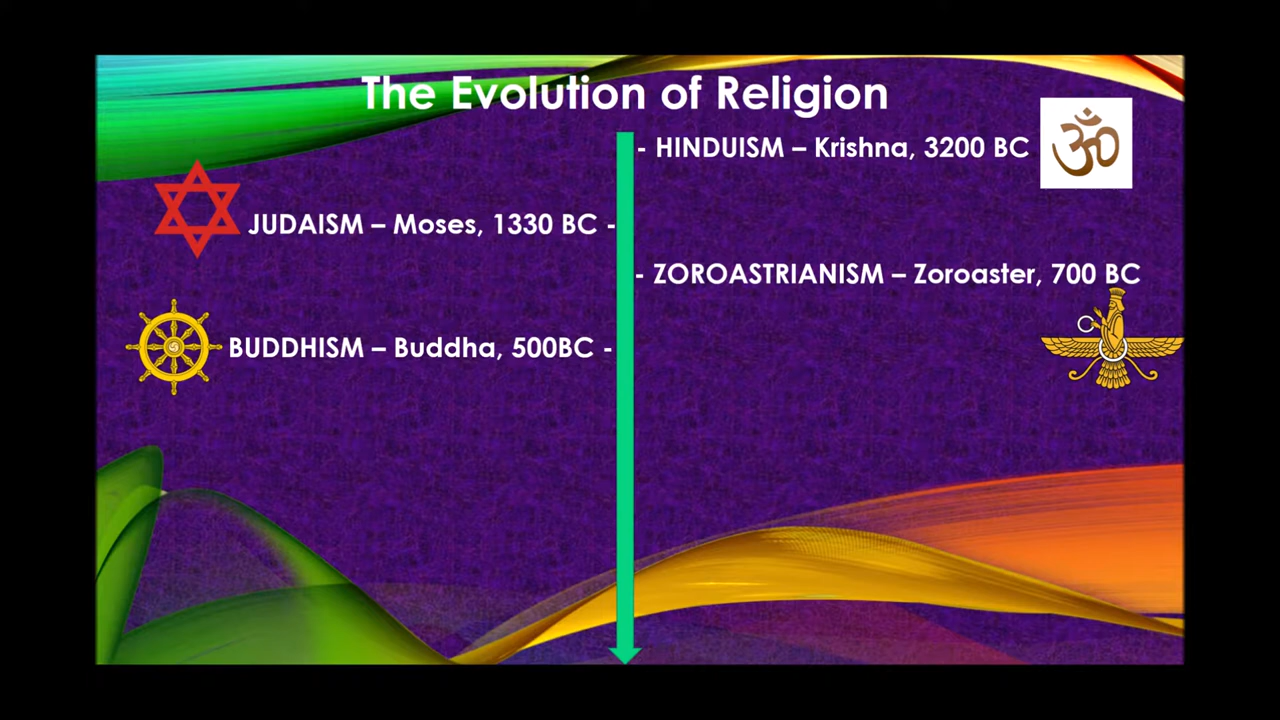 The Evolution of Religion
- HINDUISM – Krishna, 3200 BC
JUDAISM – Moses, 1330 BC -
- ZOROASTRIANISM – Zoroaster, 700 BC
BUDDHISM – Buddha, 500BC -
ॐ